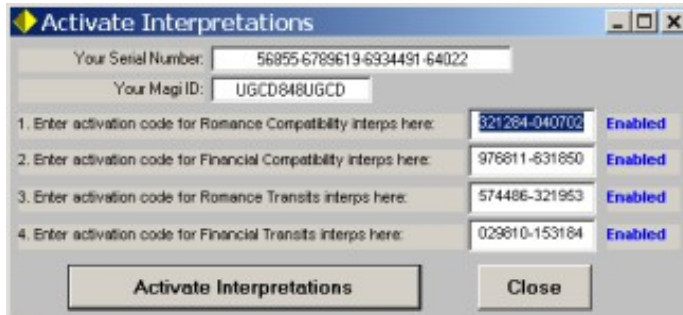 Activate Interpretations
Your Serial Number: 56855-6789619-6934491-64022
Your Magi ID: UGCD848UGCD
1. Enter activation code for Romance Compatibility interps here: 321284-040702 Enabled
2. Enter activation code for Financial Compatibility interps here: 976811-631850 Enabled
3. Enter activation code for Romance Transits interps here: 574486-321953 Enabled
4. Enter activation code for Financial Transits interps here: 029810-153184 Enabled
Activate Interpretations Close